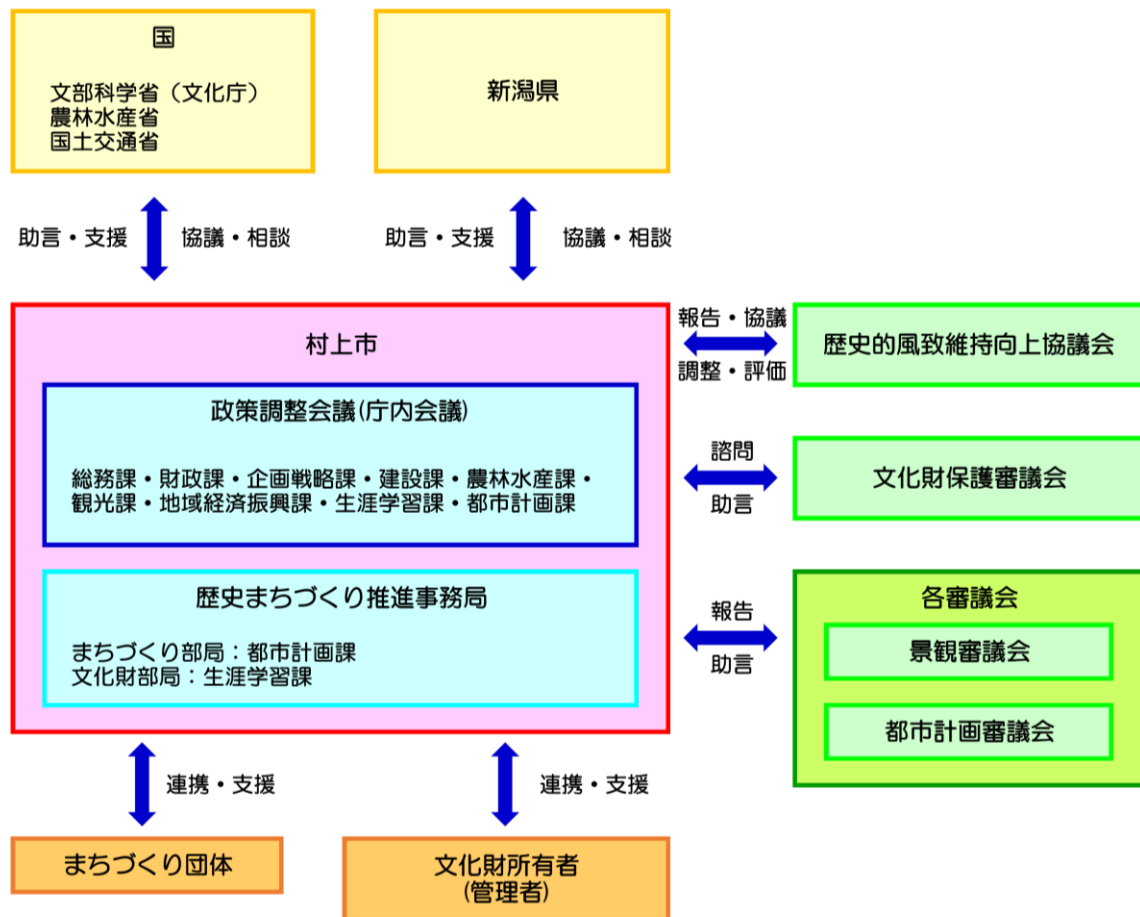 国
文部科学省（文化庁）
農林水産省
国土交通省
新潟県
助言・支援
協議・相談
助言・支援
協議・相談
村上市
政策調整会議(庁内会議)
総務課・財政課・企画戦略課・建設課・農林水産課・
観光課・地域経済振興課・生涯学習課・都市計画課
歴史まちづくり推進事務局
まちづくり部局：都市計画課
文化財部局：生涯学習課
報告・協議
調整・評価
歴史的風致維持向上協議会
諮問
助言
文化財保護審議会
報告
助言
各審議会
景観審議会
都市計画審議会
連携・支援
連携・支援
まちづくり団体
文化財所有者
(管理者)